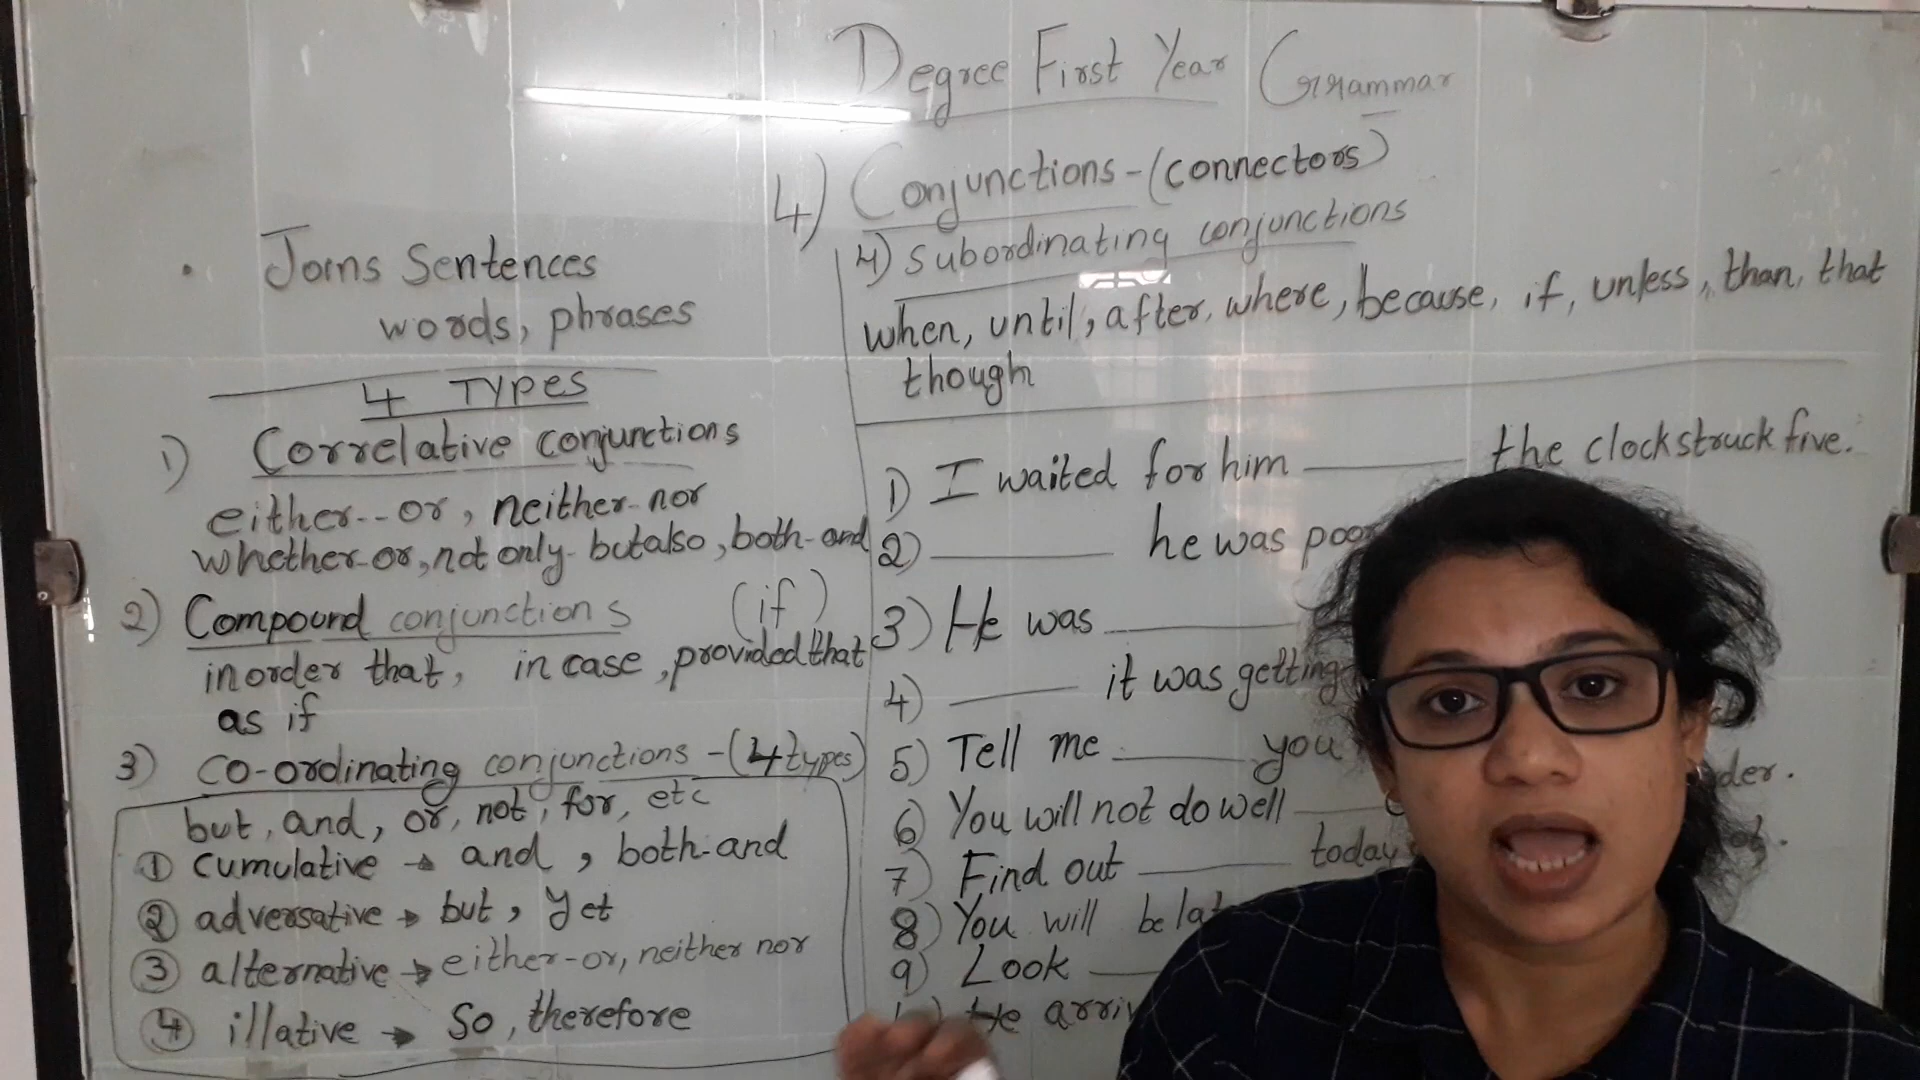 Degree First Year Grammar
4) Conjunctions - (connectors)
• Joins Sentences
words, phrases
4 TYPES
1) Correlative conjunctions
either--or, neither-nor
whether-or, not only-but also, both-and
2) Compound conjunctions (if)
inorder that, in case, provided that
as if
3) co-ordinating conjunctions - (4 types)
but, and, or, not, for, etc
① cumulative → and, both-and
② adversative → but, yet
③ alternative → either-or, neither nor
④ illative → so, therefore
4) subordinating conjunctions
when, until, after, where, because, if, unless, than, that
though
1) I waited for him ______ the clock struck five.
2) ______ he was poor
3) He was ______
4) ______ it was getting
5) Tell me ______ you
6) You will not do well ______
7) Find out ______ today
8) You will be
9) Look ______
He